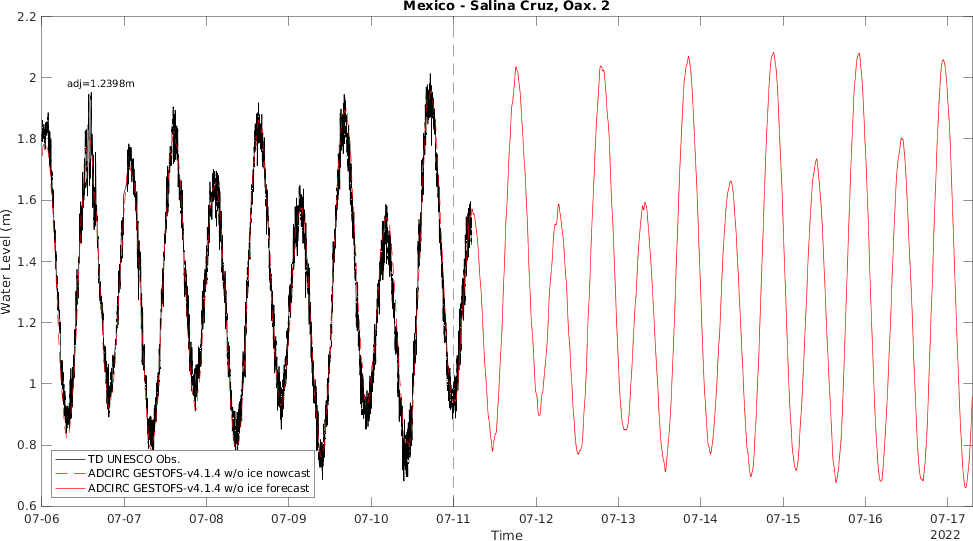 Mexico - Salina Cruz, Oax. 2
2.2
2
1.8
1.6
1.4
1.2
1
0.8
0.6
Water Level (m)
adj=1.2398m
TD UNESCO Obs.
ADCIRC GESTOFS-v4.1.4 w/o ice nowcast
ADCIRC GESTOFS-v4.1.4 w/o ice forecast
07-06 07-07 07-08 07-09 07-10 07-11 07-12 07-13 07-14 07-15 07-16 07-17
Time
2022